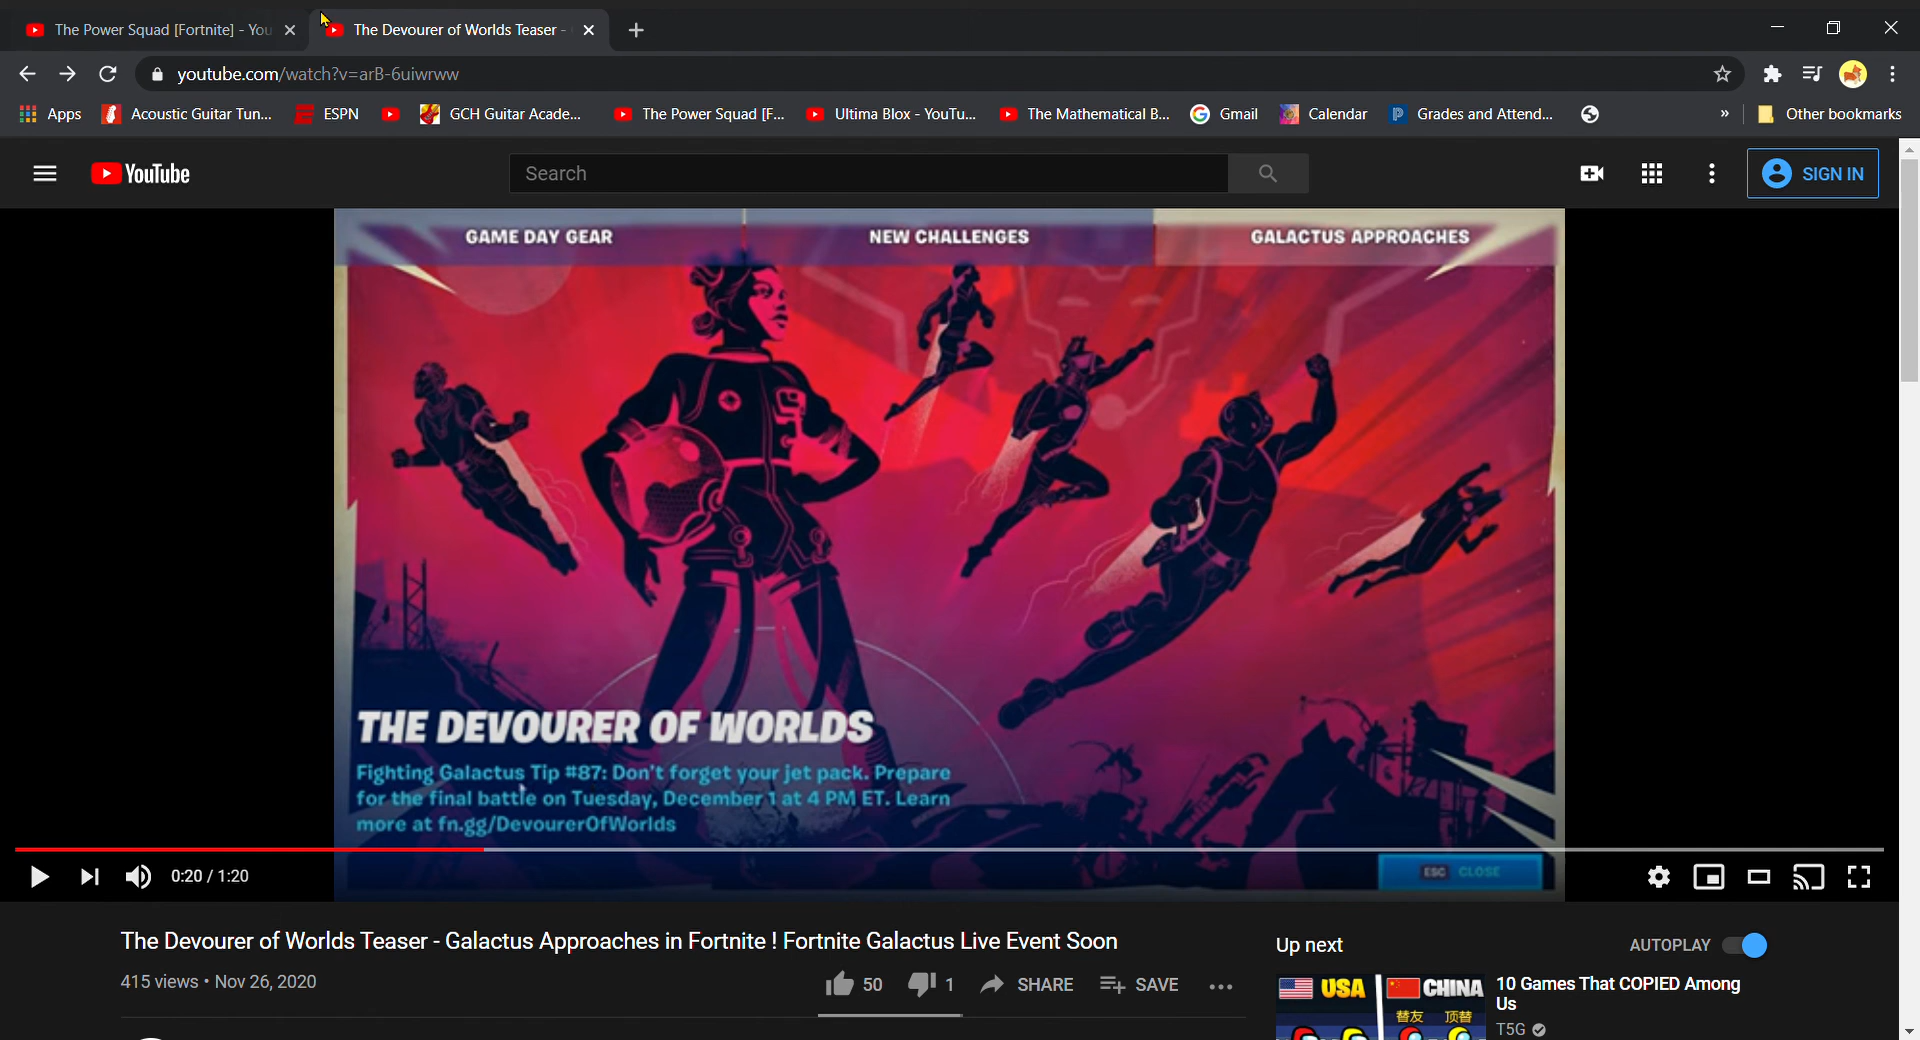 The Power Squad [Fortnite] - You
The Devourer of Worlds Teaser -
youtube.com/watch?v=arB-6uiwrww
Apps
Acoustic Guitar Tun...
ESPN
GCH Guitar Acade...
The Power Squad [F...
Ultima Blox - YouTu...
The Mathematical B...
Gmail
Calendar
Grades and Attend...
»
Other bookmarks
YouTube
Search
SIGN IN
GAME DAY GEAR
NEW CHALLENGES
GALACTUS APPROACHES
THE DEVOURER OF WORLDS
Fighting Galactus Tip #87: Don't forget your jet pack. Prepare
for the final battle on Tuesday, December 1 at 4 PM ET. Learn
more at fn.gg/DevourerOfWorlds
ESC CLOSE
0:20 / 1:20
The Devourer of Worlds Teaser - Galactus Approaches in Fortnite ! Fortnite Galactus Live Event Soon
415 views • Nov 26, 2020
50
1
SHARE
SAVE
Up next
AUTOPLAY
USA
CHINA
替友
顶替
10 Games That COPIED Among
Us
T5G